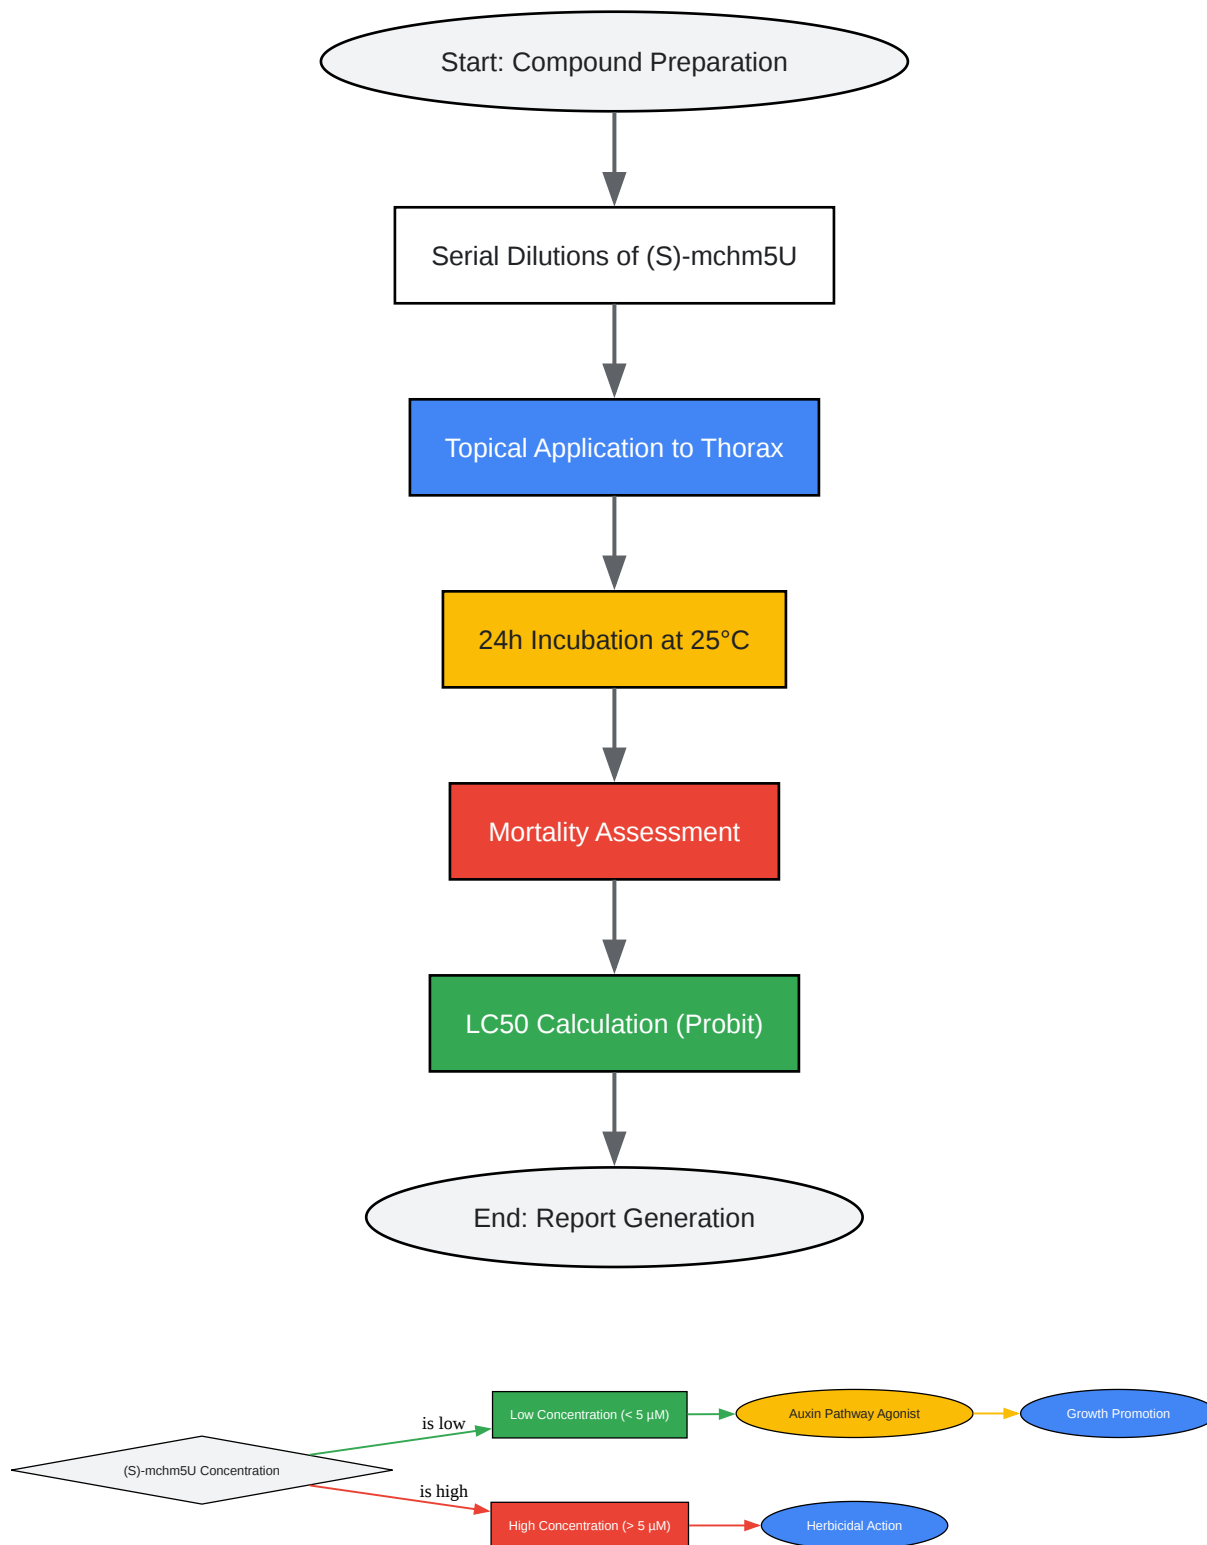 Start: Compound Preparation
Serial Dilutions of (S)-mchm5U
Topical Application to Thorax
24h Incubation at 25°C
Mortality Assessment
LC50 Calculation (Probit)
End: Report Generation
(S)-mchm5U Concentration
is low
Low Concentration (< 5 µM)
Auxin Pathway Agonist
Growth Promotion
is high
High Concentration (> 5 µM)
Herbicidal Action